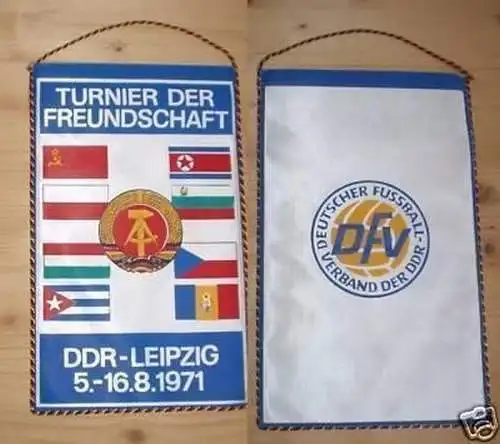 TURNIER DER
FREUNDSCHAFT
DDR-LEIPZIG
5.-16.8.1971
DEUTSCHER FUSSBALL-
VERBAND DER DDR
DFV